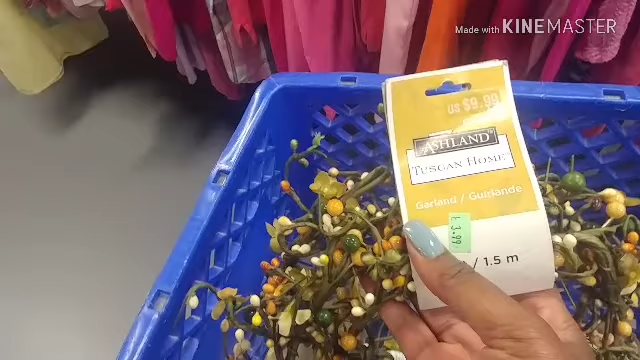 Made with KINEMASTER
US $9.99
ASHLAND
TUSCAN HOME
Garland / Guirlande
3.99
/ 1.5 m